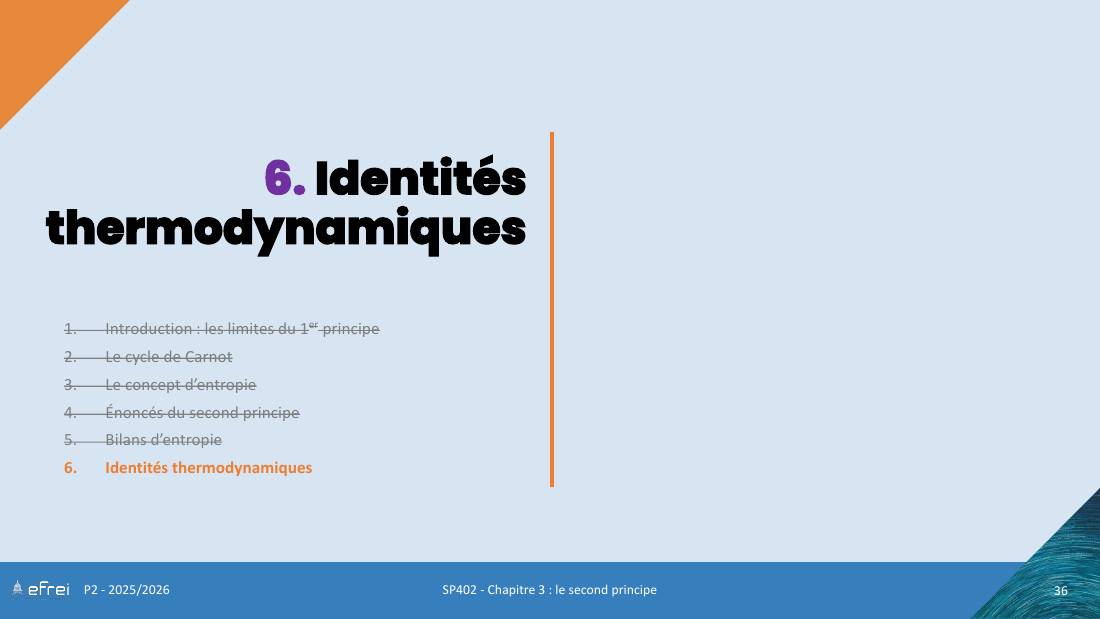 6. Identités
thermodynamiques
1. Introduction : les limites du 1er principe
2. Le cycle de Carnot
3. Le concept d’entropie
4. Énoncés du second principe
5. Bilans d’entropie
6. Identités thermodynamiques
efrei P2 - 2025/2026 SP402 - Chapitre 3 : le second principe 36